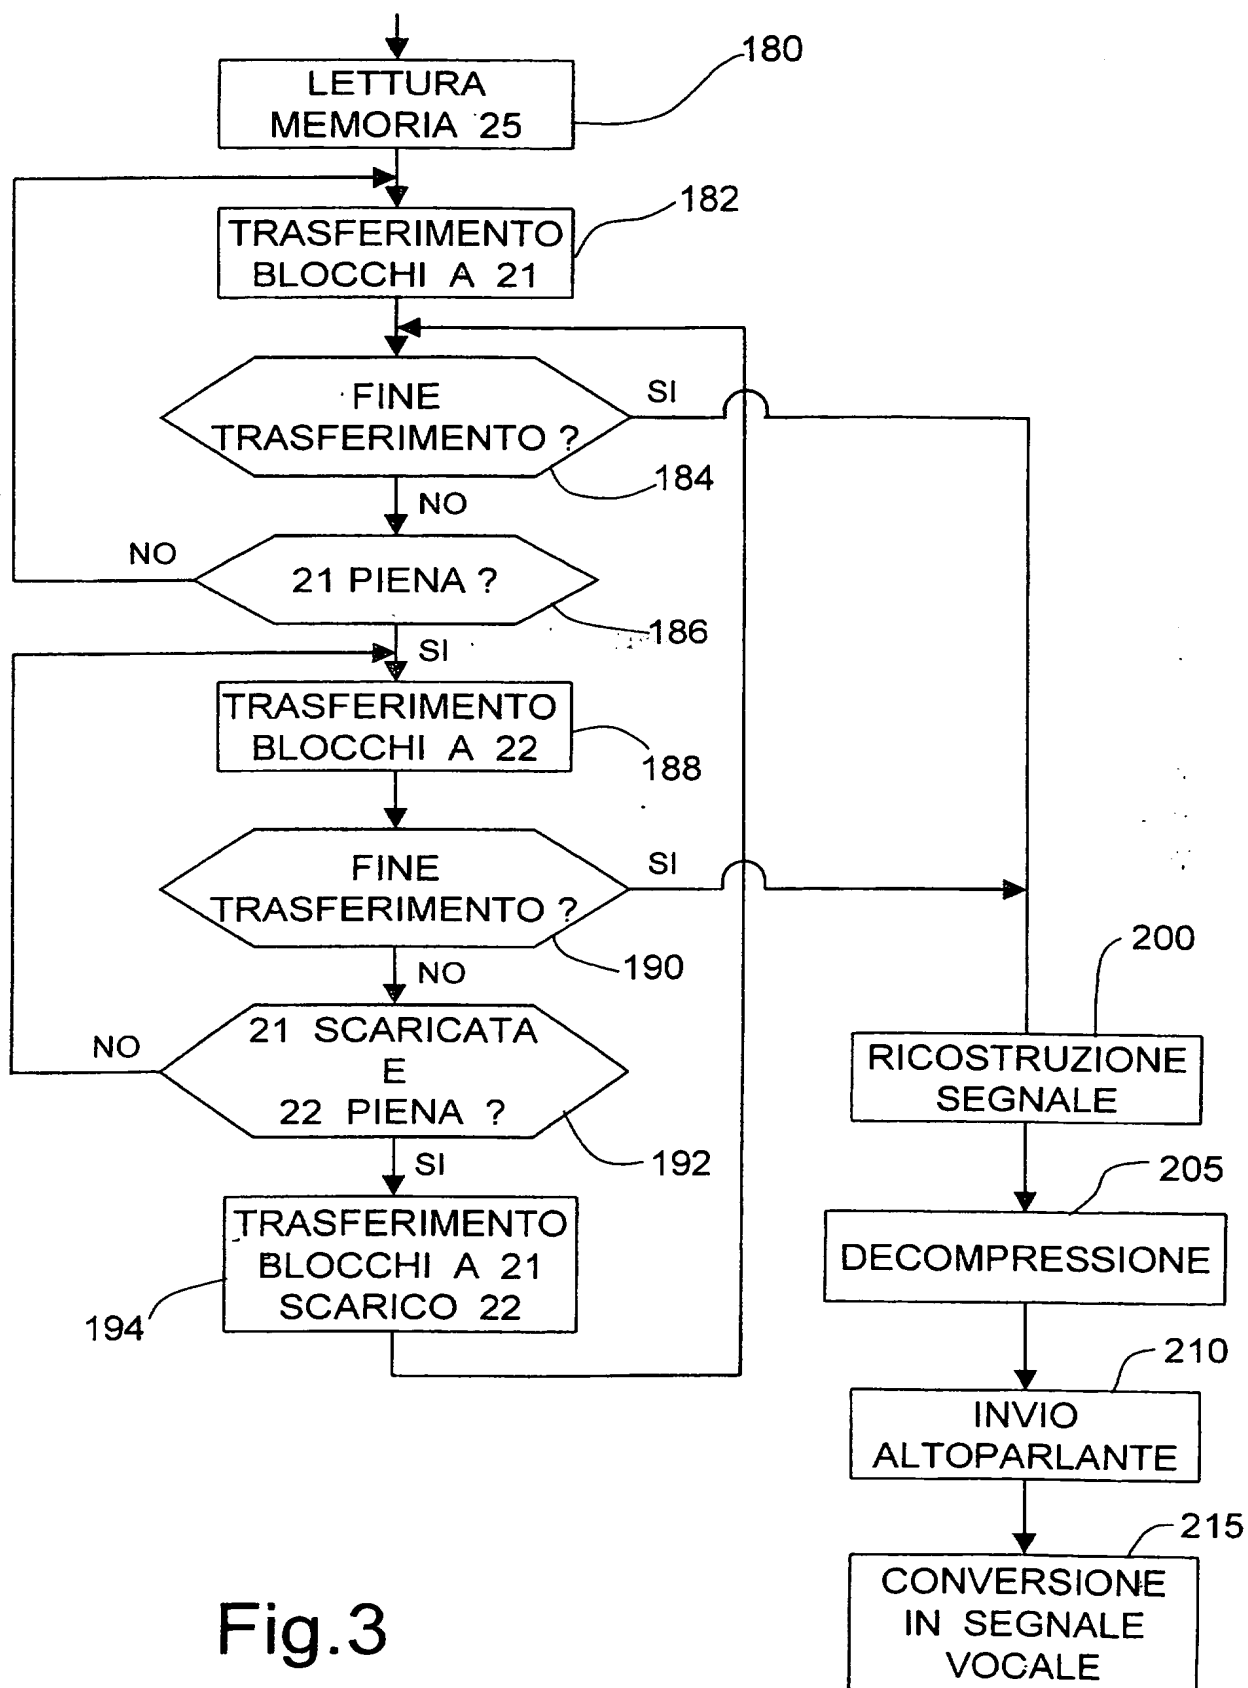 180
LETTURA
MEMORIA 25
182
TRASFERIMENTO
BLOCCHI A 21
SI
FINE
TRASFERIMENTO ?
184
NO
NO
21 PIENA ?
186
SI
TRASFERIMENTO
BLOCCHI A 22
188
SI
FINE
TRASFERIMENTO ?
190
NO
200
21 SCARICATA
E
22 PIENA ?
NO
192
SI
RICOSTRUZIONE
SEGNALE
205
TRASFERIMENTO
BLOCCHI A 21
SCARICO 22
194
DECOMPRESSIONE
210
INVIO
ALTOPARLANTE
215
CONVERSIONE
IN SEGNALE
VOCALE
Fig.3